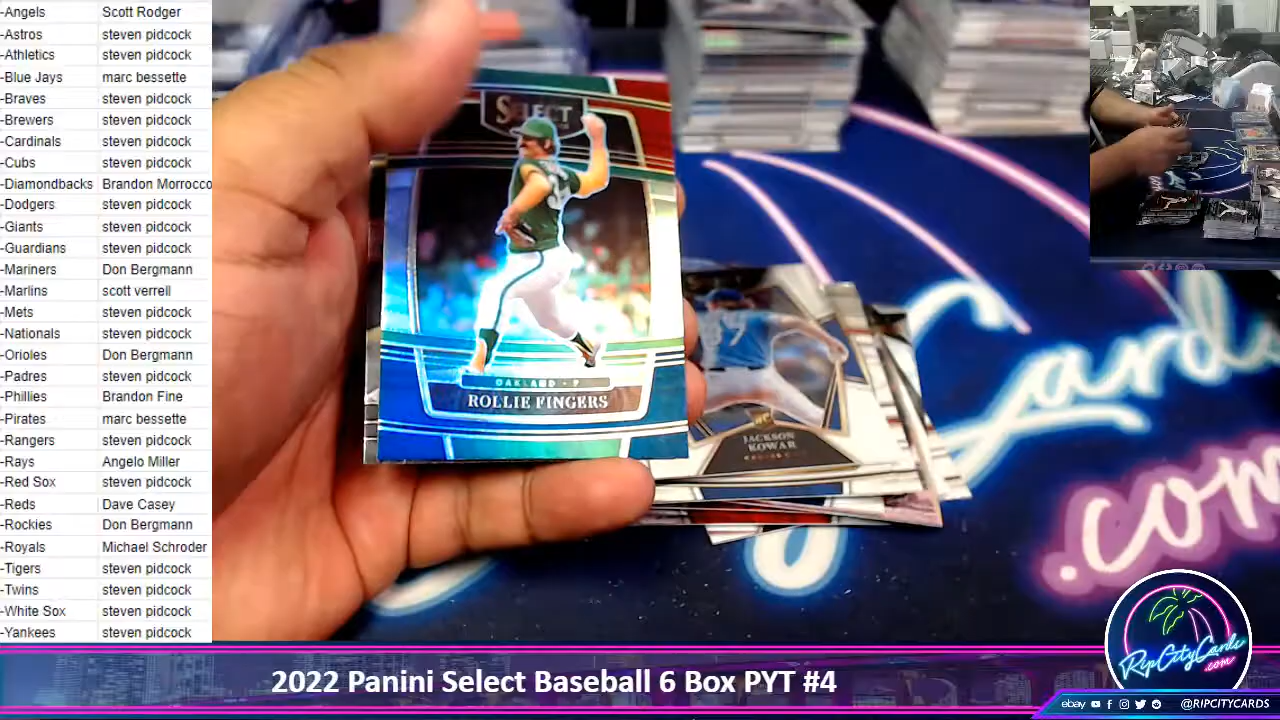 -Angels Scott Rodger
-Astros steven pidcock
-Athletics steven pidcock
-Blue Jays marc bessette
-Braves steven pidcock
-Brewers steven pidcock
-Cardinals steven pidcock
-Cubs steven pidcock
-Diamondbacks Brandon Morrocco
-Dodgers steven pidcock
-Giants steven pidcock
-Guardians steven pidcock
-Mariners Don Bergmann
-Marlins scott verrell
-Mets steven pidcock
-Nationals steven pidcock
-Orioles Don Bergmann
-Padres steven pidcock
-Phillies Brandon Fine
-Pirates marc bessette
-Rangers steven pidcock
-Rays Angelo Miller
-Red Sox steven pidcock
-Reds Dave Casey
-Rockies Don Bergmann
-Royals Michael Schroder
-Tigers steven pidcock
-Twins steven pidcock
-White Sox steven pidcock
-Yankees steven pidcock
SELECT
OAKLAND - P
ROLLIE FINGERS
JACKSON
KOWAR
Cards
.com
RipCityCards
.com
2022 Panini Select Baseball 6 Box PYT #4
ebay @RIPCITYCARDS